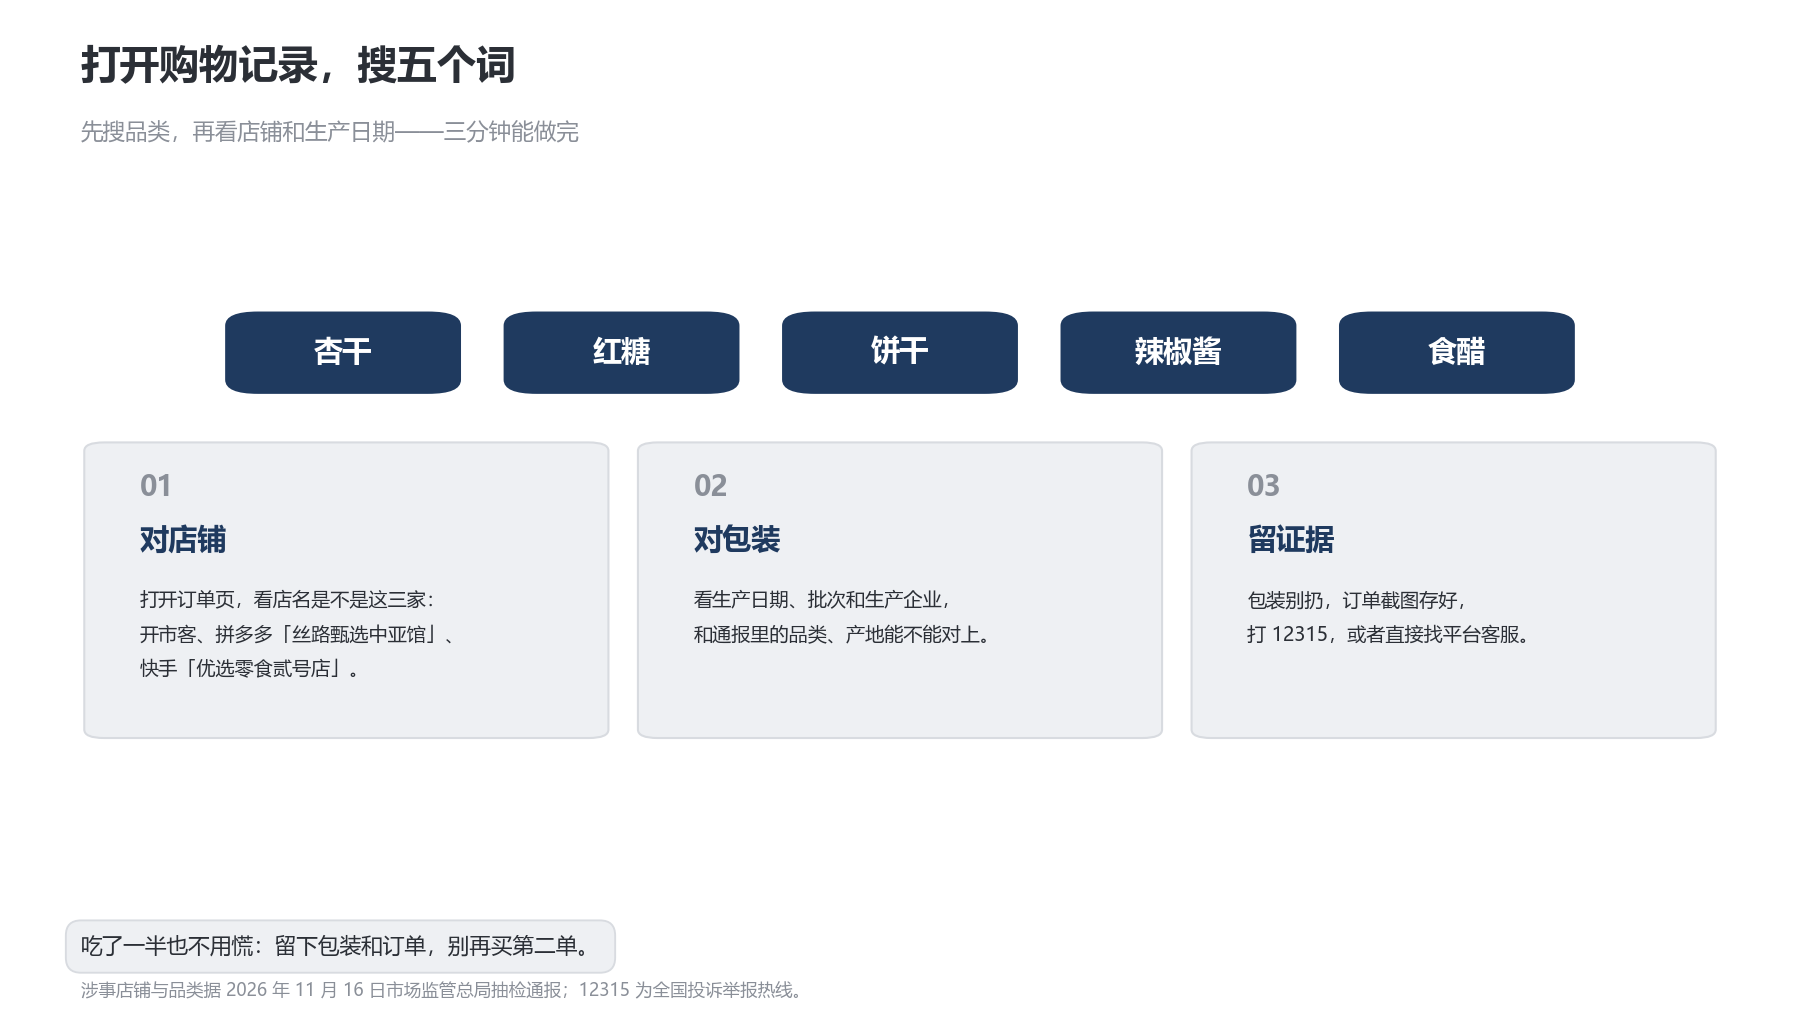 打开购物记录，搜五个词
先搜品类，再看店铺和生产日期——三分钟能做完
杏干
红糖
饼干
辣椒酱
食醋
01
对店铺
打开订单页，看店名是不是这三家：
开市客、拼多多「丝路甄选中亚馆」、
快手「优选零食贰号店」。
02
对包装
看生产日期、批次和生产企业，
和通报里的品类、产地能不能对上。
03
留证据
包装别扔，订单截图存好，
打 12315，或者直接找平台客服。
吃了一半也不用慌：留下包装和订单，别再买第二单。
涉事店铺与品类据 2026 年 11 月 16 日市场监管总局抽检通报；12315 为全国投诉举报热线。